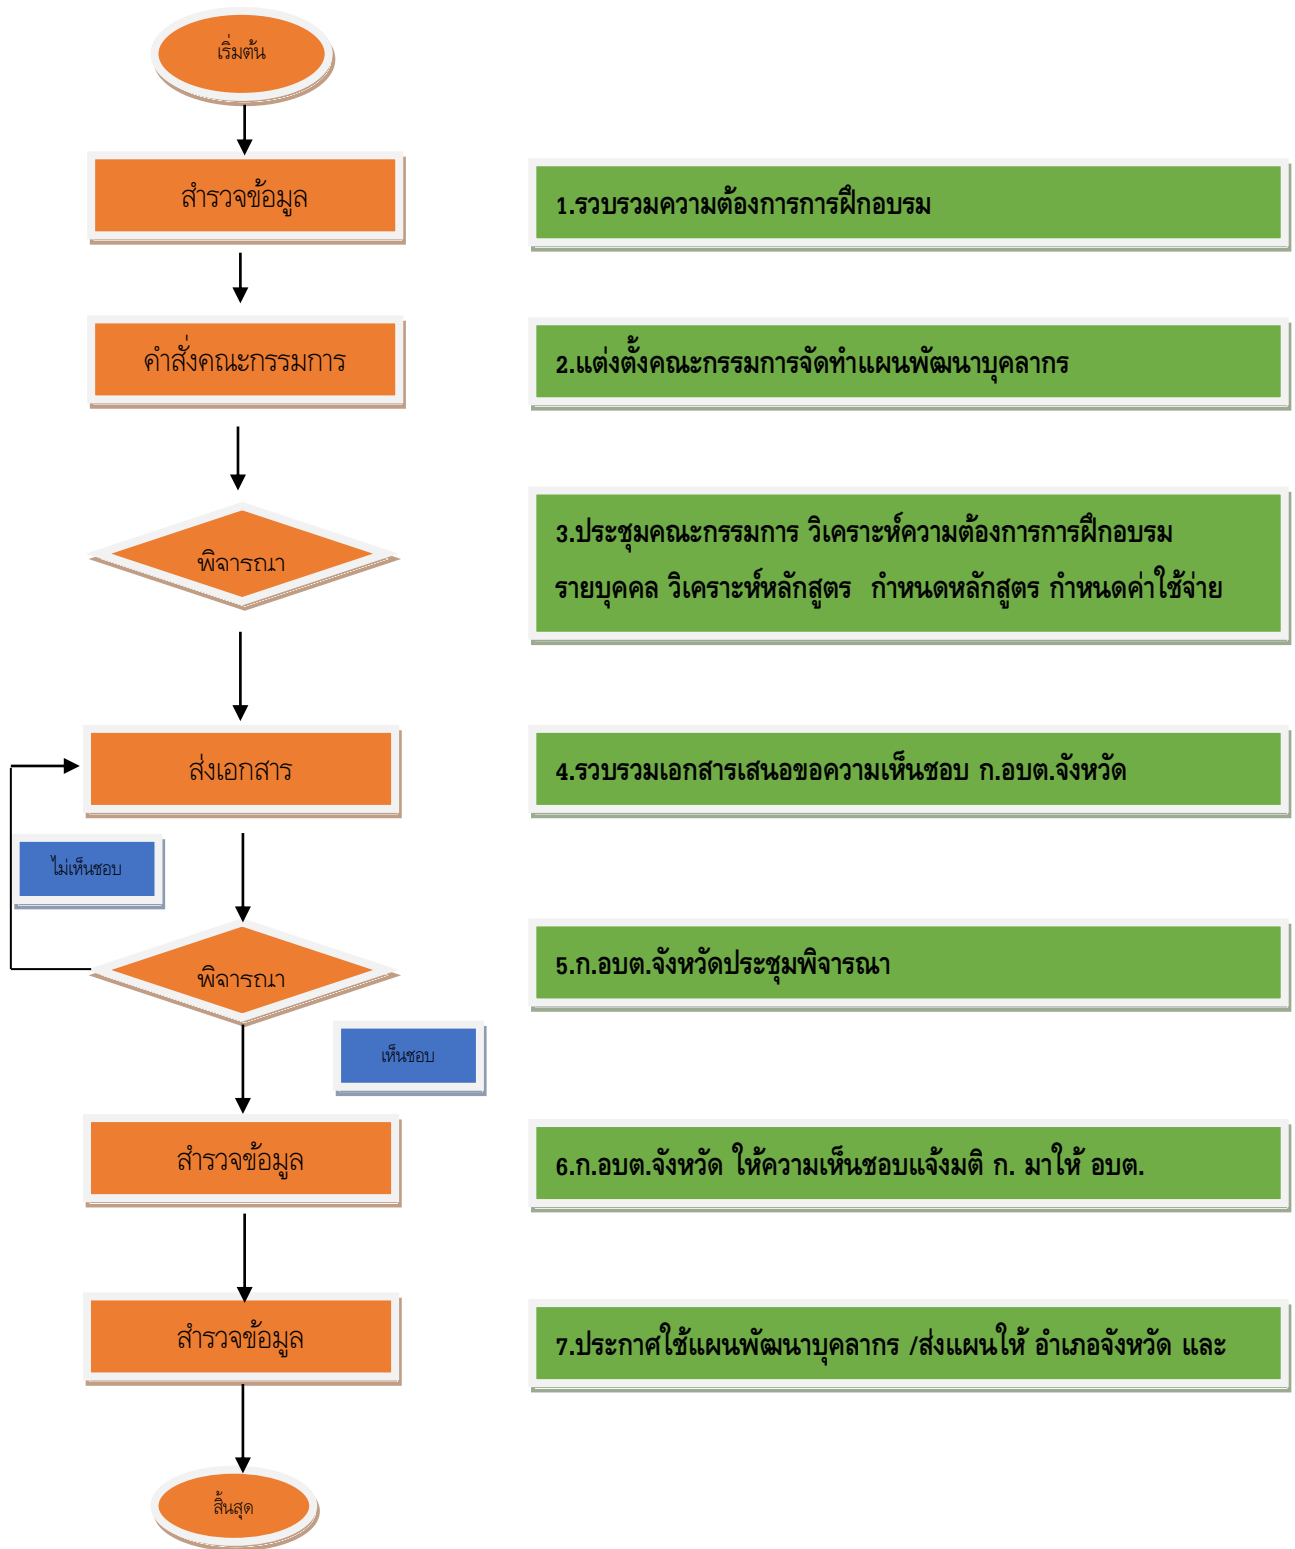 เริ่มต้น
สำรวจข้อมูล
1.รวบรวมความต้องการการฝึกอบรม
คำสั่งคณะกรรมการ
2.แต่งตั้งคณะกรรมการจัดทำแผนพัฒนาบุคลากร
พิจารณา
3.ประชุมคณะกรรมการ วิเคราะห์ความต้องการการฝึกอบรม
รายบุคคล วิเคราะห์หลักสูตร  กำหนดหลักสูตร กำหนดค่าใช้จ่าย
ส่งเอกสาร
4.รวบรวมเอกสารเสนอขอความเห็นชอบ ก.อบต.จังหวัด
ไม่เห็นชอบ
พิจารณา
5.ก.อบต.จังหวัดประชุมพิจารณา
เห็นชอบ
สำรวจข้อมูล
6.ก.อบต.จังหวัด ให้ความเห็นชอบแจ้งมติ ก. มาให้ อบต.
สำรวจข้อมูล
7.ประกาศใช้แผนพัฒนาบุคลากร /ส่งแผนให้ อำเภอจังหวัด และ
สิ้นสุด